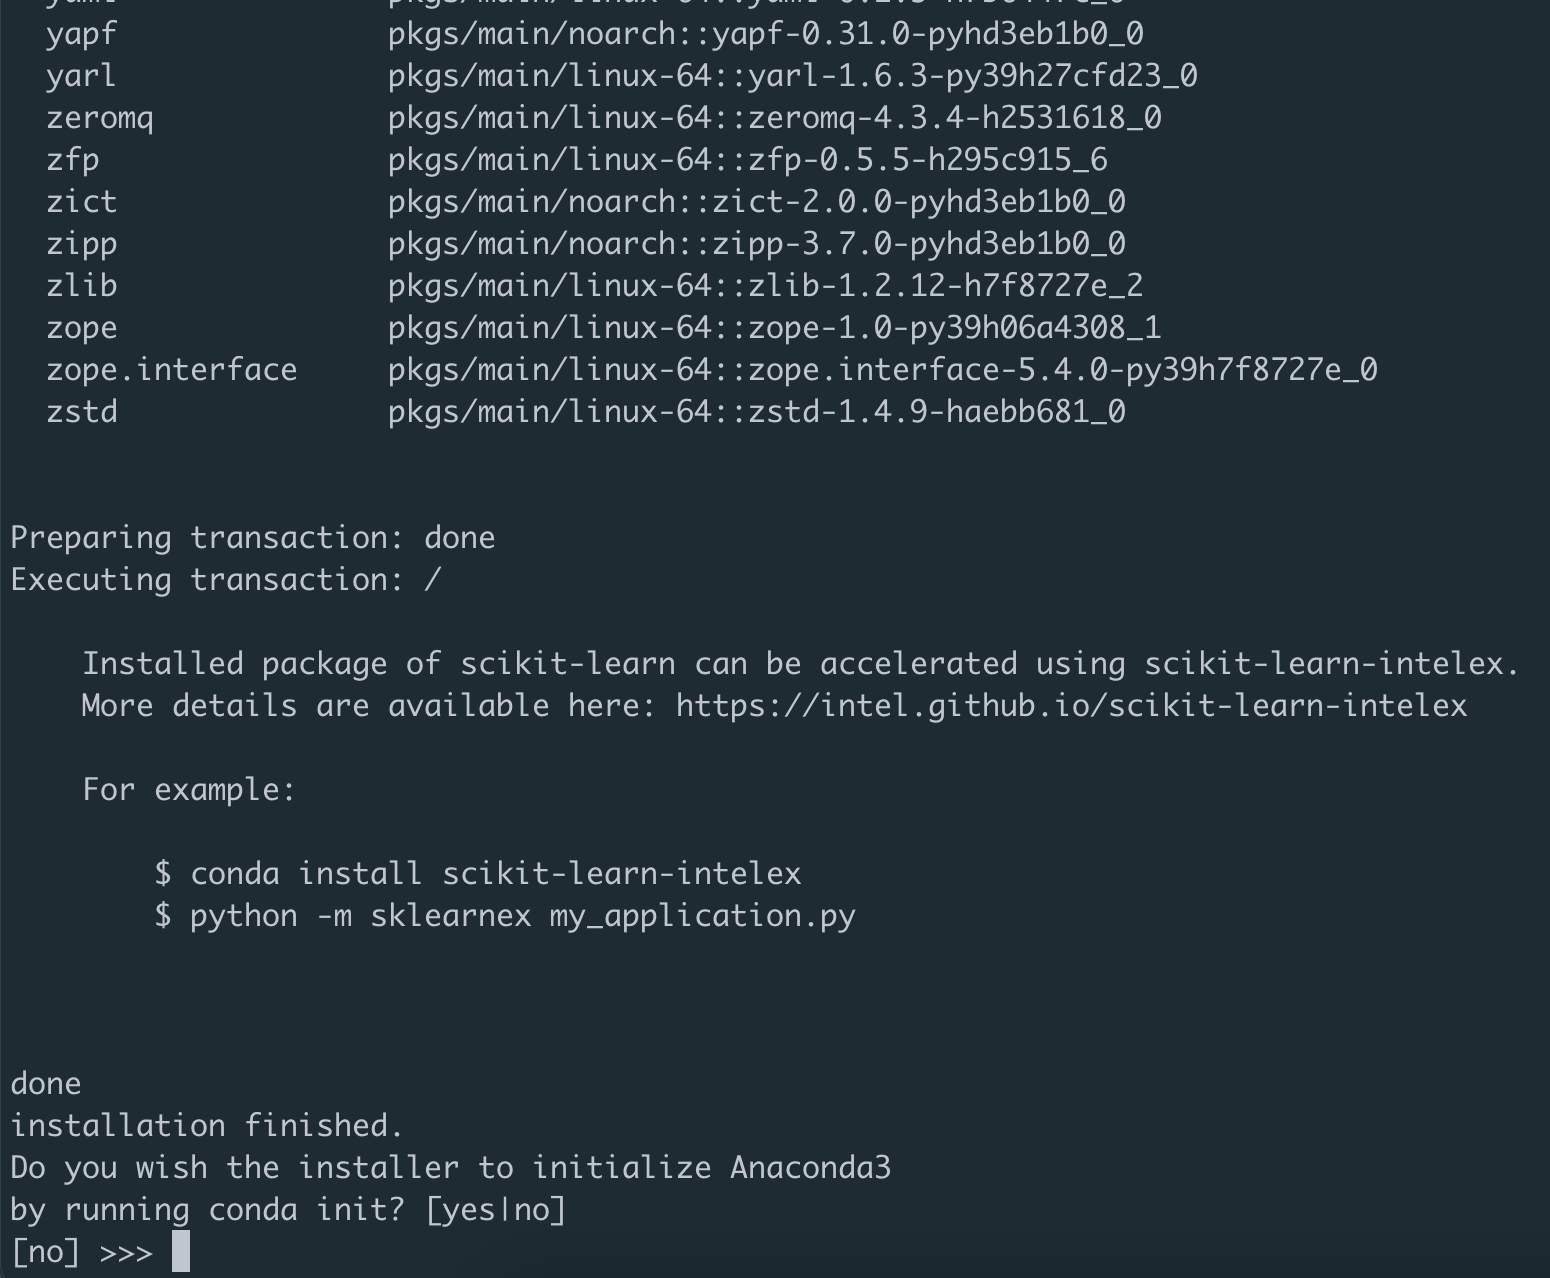 yapf pkgs/main/noarch::yapf-0.31.0-pyhd3eb1b0_0
yarl pkgs/main/linux-64::yarl-1.6.3-py39h27cfd23_0
zeromq pkgs/main/linux-64::zeromq-4.3.4-h2531618_0
zfp pkgs/main/linux-64::zfp-0.5.5-h295c915_6
zict pkgs/main/noarch::zict-2.0.0-pyhd3eb1b0_0
zipp pkgs/main/noarch::zipp-3.7.0-pyhd3eb1b0_0
zlib pkgs/main/linux-64::zlib-1.2.12-h7f8727e_2
zope pkgs/main/linux-64::zope-1.0-py39h06a4308_1
zope.interface pkgs/main/linux-64::zope.interface-5.4.0-py39h7f8727e_0
zstd pkgs/main/linux-64::zstd-1.4.9-haebb681_0
Preparing transaction: done
Executing transaction: /
Installed package of scikit-learn can be accelerated using scikit-learn-intelex.
More details are available here: https://intel.github.io/scikit-learn-intelex
For example:
$ conda install scikit-learn-intelex
$ python -m sklearnex my_application.py
done
installation finished.
Do you wish the installer to initialize Anaconda3
by running conda init? [yes|no]
[no] >>>